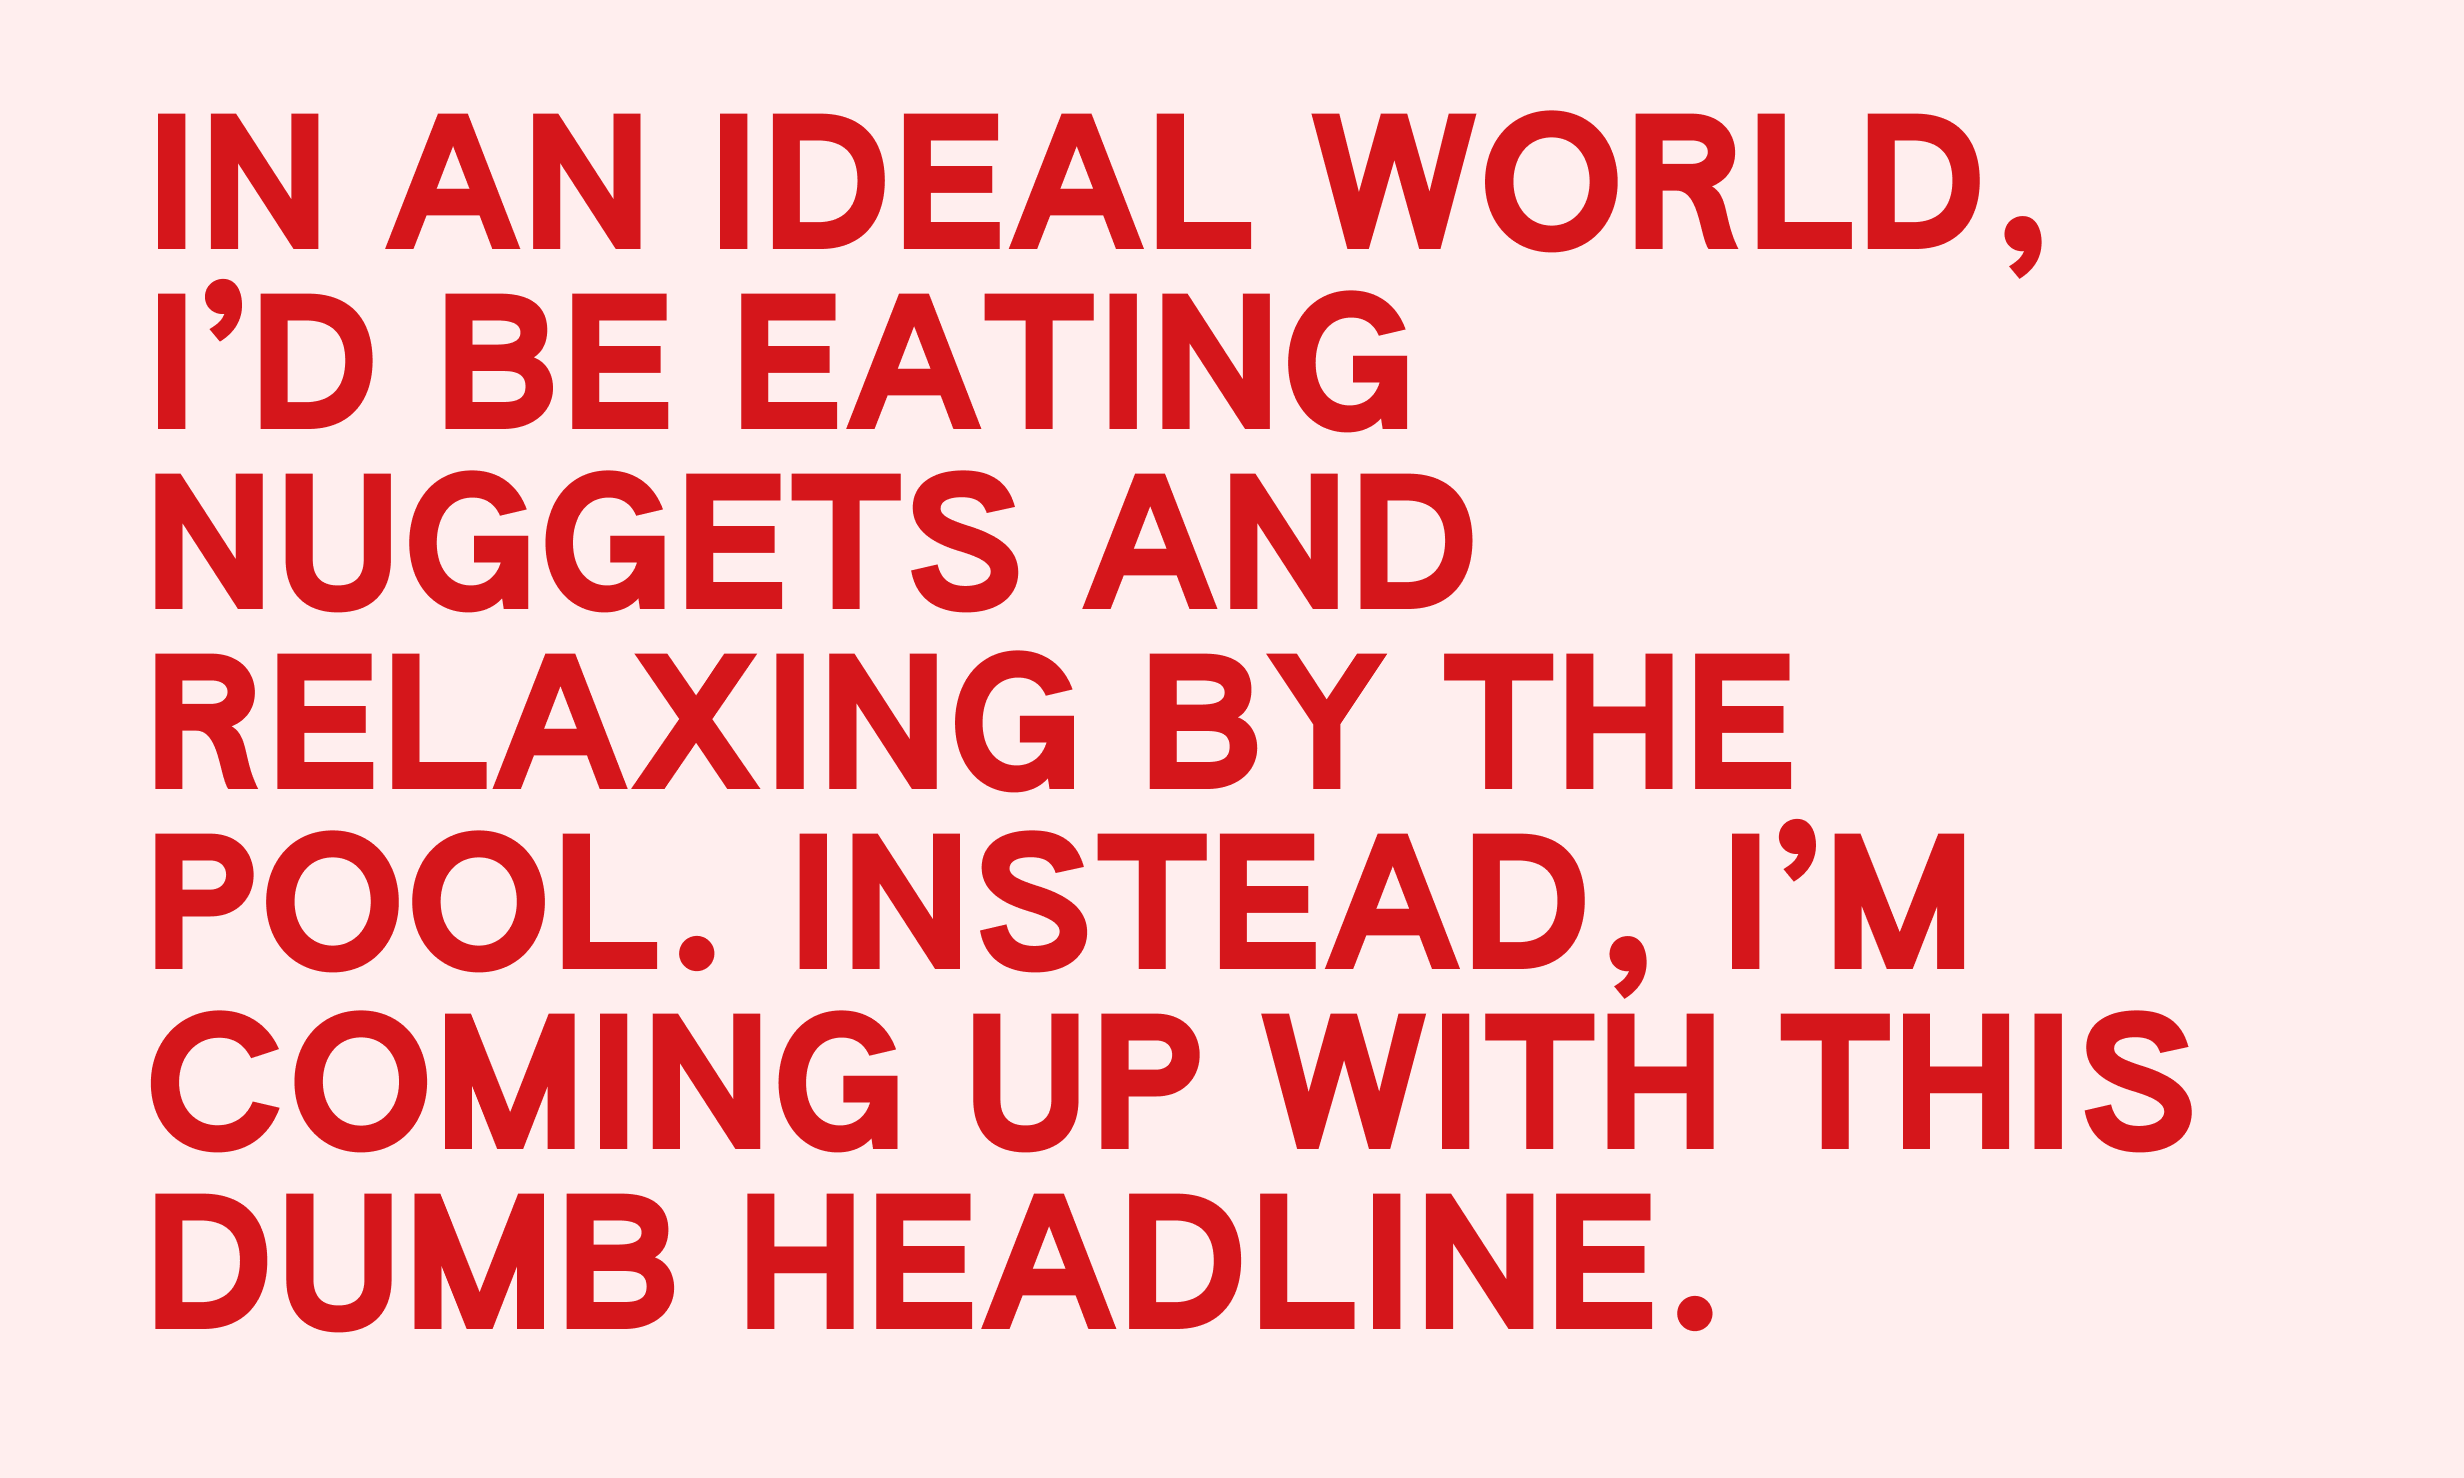 IN AN IDEAL WORLD,
I’D BE EATING
NUGGETS AND
RELAXING BY THE
POOL. INSTEAD, I’M
COMING UP WITH THIS
DUMB HEADLINE.